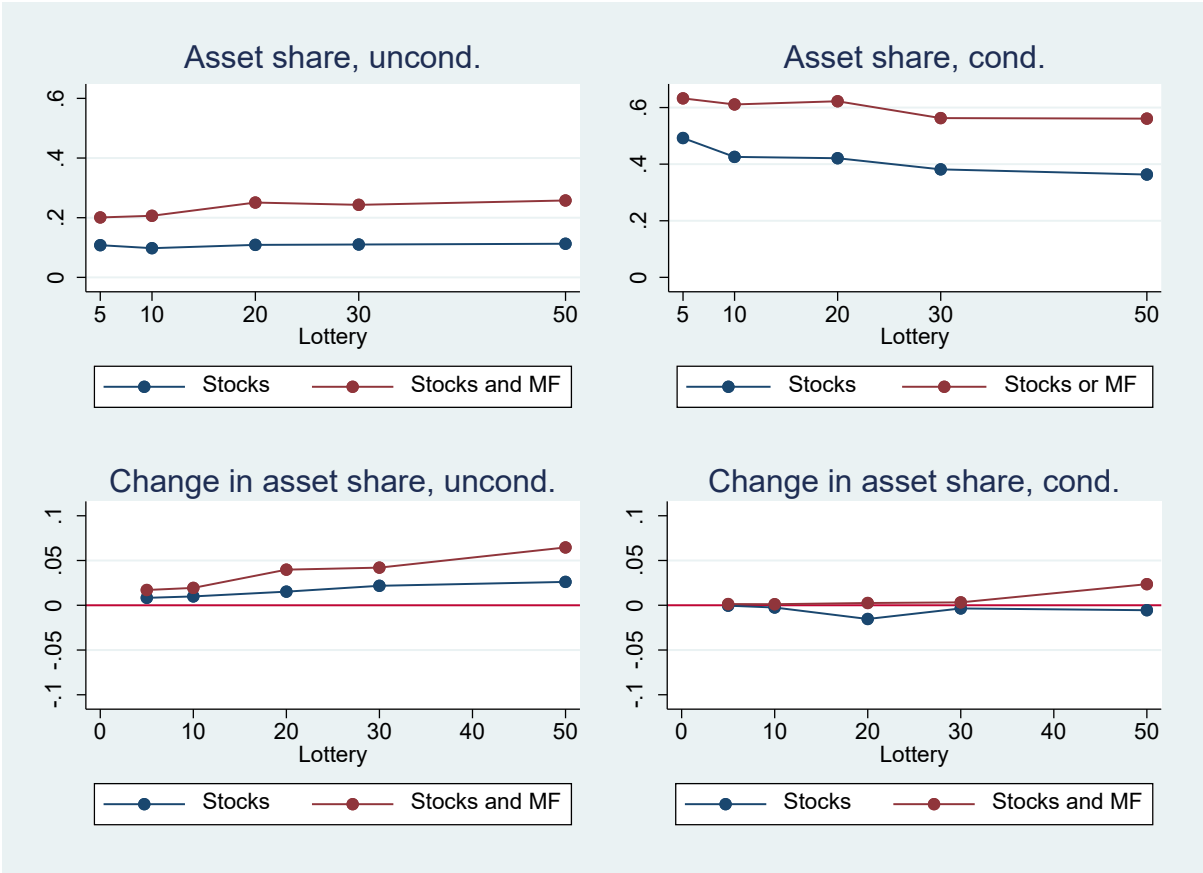 Asset share, uncond.
.6
.4
.2
0
5 10 20 30 50
Lottery
Stocks Stocks and MF
Asset share, cond.
.6
.4
.2
0
5 10 20 30 50
Lottery
Stocks Stocks or MF
Change in asset share, uncond.
.1
.05
0
-.05
-.1
0 10 20 30 40 50
Lottery
Stocks Stocks and MF
Change in asset share, cond.
.1
.05
0
-.05
-.1
0 10 20 30 40 50
Lottery
Stocks Stocks and MF